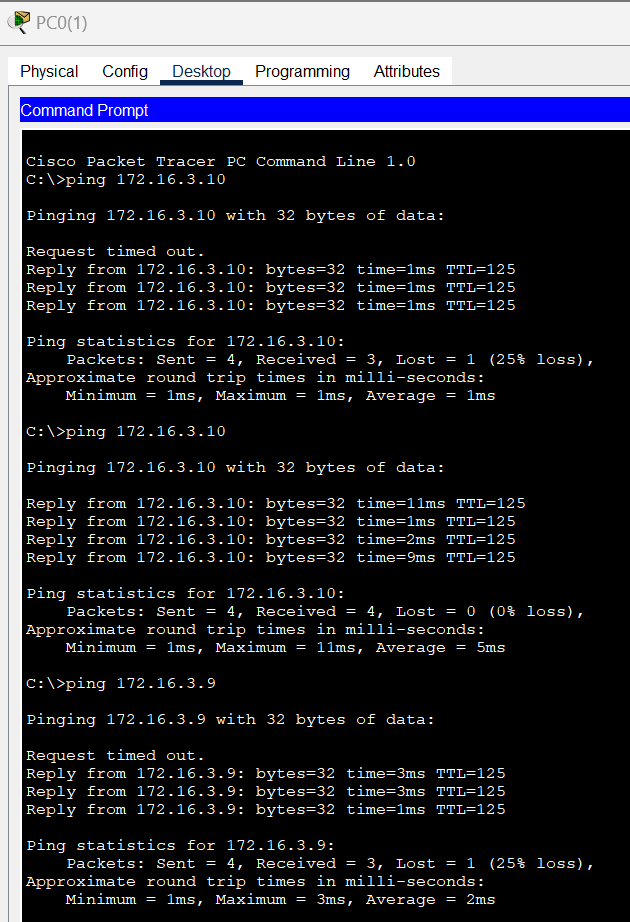 PC0(1)
Physical Config Desktop Programming Attributes
Command Prompt
Cisco Packet Tracer PC Command Line 1.0
C:\>ping 172.16.3.10
Pinging 172.16.3.10 with 32 bytes of data:
Request timed out.
Reply from 172.16.3.10: bytes=32 time=1ms TTL=125
Reply from 172.16.3.10: bytes=32 time=1ms TTL=125
Reply from 172.16.3.10: bytes=32 time=1ms TTL=125
Ping statistics for 172.16.3.10:
    Packets: Sent = 4, Received = 3, Lost = 1 (25% loss),
Approximate round trip times in milli-seconds:
    Minimum = 1ms, Maximum = 1ms, Average = 1ms
C:\>ping 172.16.3.10
Pinging 172.16.3.10 with 32 bytes of data:
Reply from 172.16.3.10: bytes=32 time=11ms TTL=125
Reply from 172.16.3.10: bytes=32 time=1ms TTL=125
Reply from 172.16.3.10: bytes=32 time=2ms TTL=125
Reply from 172.16.3.10: bytes=32 time=9ms TTL=125
Ping statistics for 172.16.3.10:
    Packets: Sent = 4, Received = 4, Lost = 0 (0% loss),
Approximate round trip times in milli-seconds:
    Minimum = 1ms, Maximum = 11ms, Average = 5ms
C:\>ping 172.16.3.9
Pinging 172.16.3.9 with 32 bytes of data:
Request timed out.
Reply from 172.16.3.9: bytes=32 time=3ms TTL=125
Reply from 172.16.3.9: bytes=32 time=3ms TTL=125
Reply from 172.16.3.9: bytes=32 time=1ms TTL=125
Ping statistics for 172.16.3.9:
    Packets: Sent = 4, Received = 3, Lost = 1 (25% loss),
Approximate round trip times in milli-seconds:
    Minimum = 1ms, Maximum = 3ms, Average = 2ms